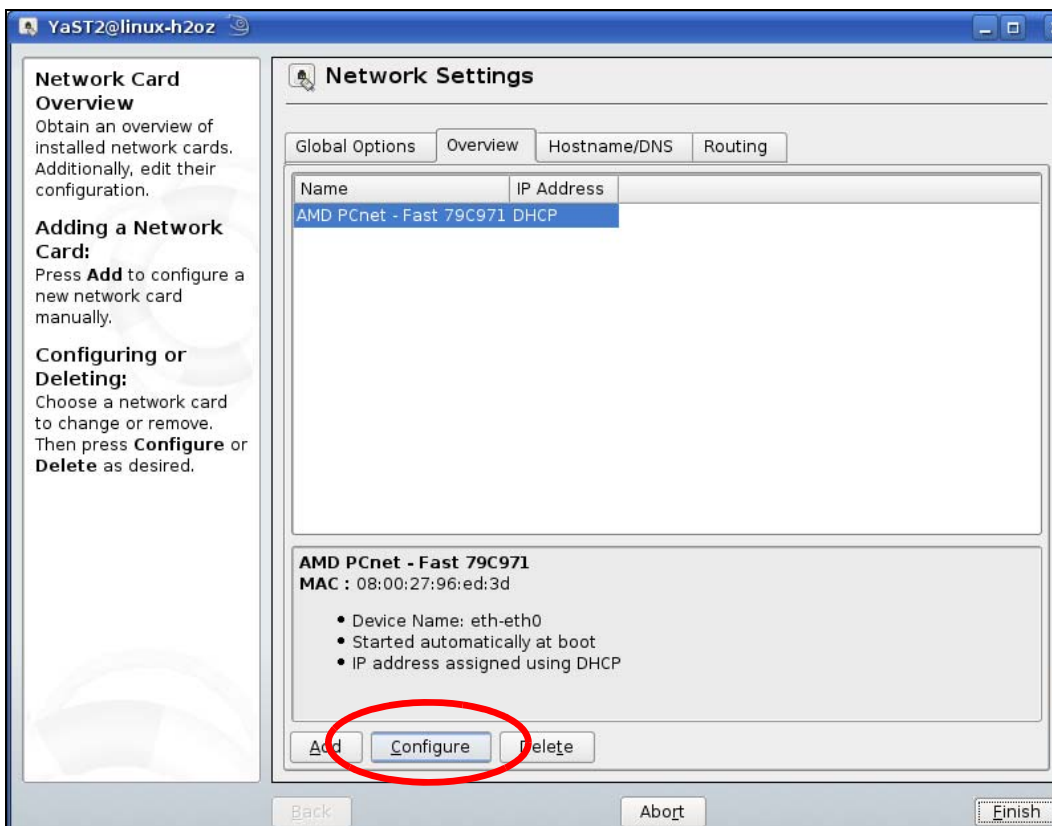 YaST2@linux-h2oz
Network Card
Overview
Obtain an overview of
installed network cards.
Additionally, edit their
configuration.
Adding a Network
Card:
Press Add to configure a
new network card
manually.
Configuring or
Deleting:
Choose a network card
to change or remove.
Then press Configure or
Delete as desired.
Network Settings
Global Options Overview Hostname/DNS Routing
Name IP Address
AMD PCnet - Fast 79C971 DHCP
AMD PCnet - Fast 79C971
MAC : 08:00:27:96:ed:3d
• Device Name: eth-eth0
• Started automatically at boot
• IP address assigned using DHCP
Add Configure Delete
Back Abort Finish